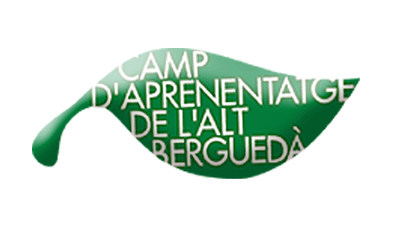 CAMP
D'APRENENTATGE
DE L'ALT
BERGUEDÀ